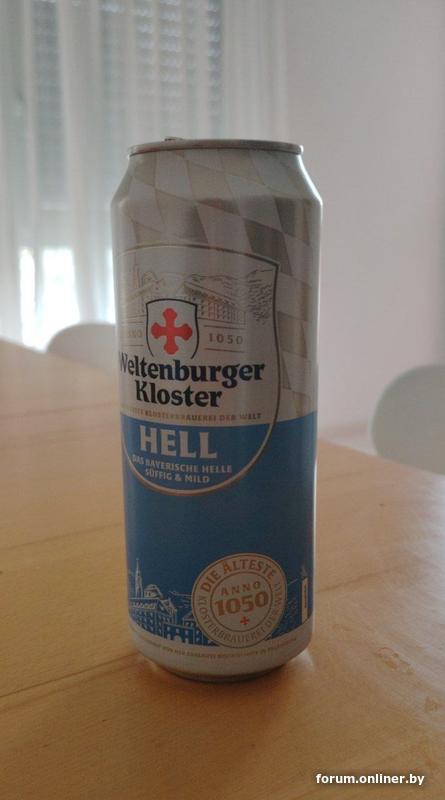 ANNO 1050
Weltenburger
Kloster
KLOSTERBRAUEREI DER WELT
HELL
DAS BAYERISCHE HELLE
SÜFFIG & MILD
DIE ÄLTESTE
ANNO
1050
KLOSTERBRAUEREI DER WELT
forum.onliner.by